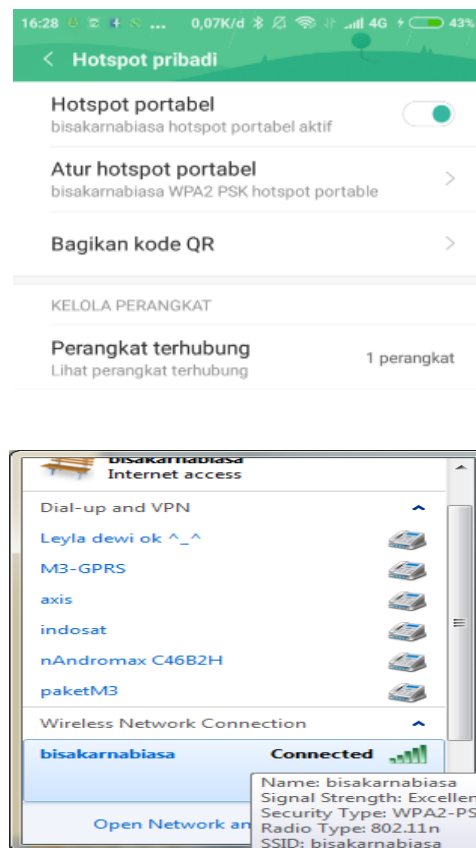 16:28 ... 0,07K/d 4G 43%
Hotspot pribadi
Hotspot portabel
bisakarnabiasa hotspot portabel aktif
Atur hotspot portabel
bisakarnabiasa WPA2 PSK hotspot portable
Bagikan kode QR
KELOLA PERANGKAT
Perangkat terhubung
1 perangkat
Lihat perangkat terhubung
bisakarnabiasa
Internet access
Dial-up and VPN
Leyla dewi ok ^_^
M3-GPRS
axis
indosat
nAndromax C46B2H
paketM3
Wireless Network Connection
bisakarnabiasa Connected
Name: bisakarnabiasa
Signal Strength: Excellen
Security Type: WPA2-PS
Open Network an
Radio Type: 802.11n
SSID: bisakarnabiasa